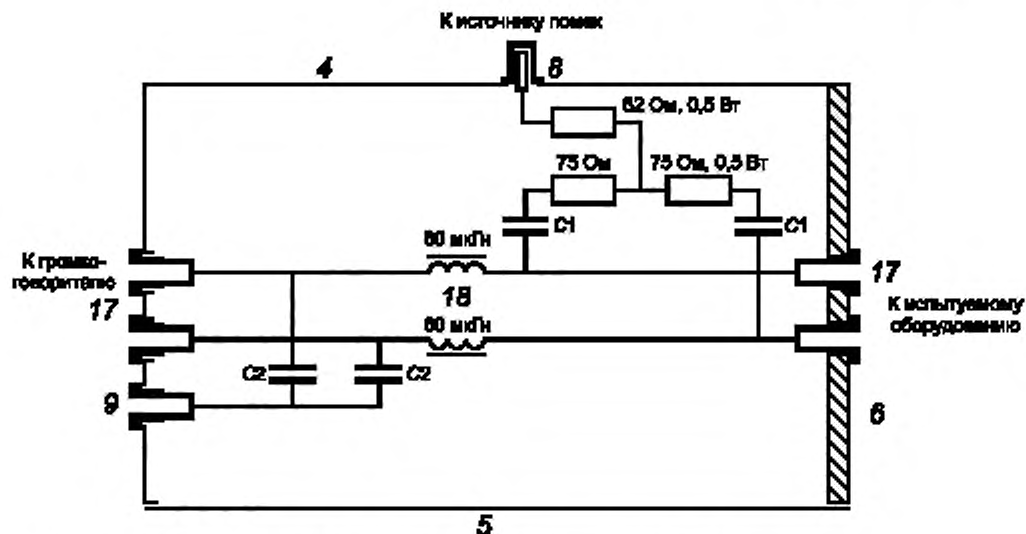 К источнику помех
4
8
62 Ом, 0,5 Вт
75 Ом
75 Ом, 0,5 Вт
C1
C1
60 мкГн
К громко-
говорителю
17
18
17
К испытуемому
оборудованию
60 мкГн
C2
C2
9
6
5